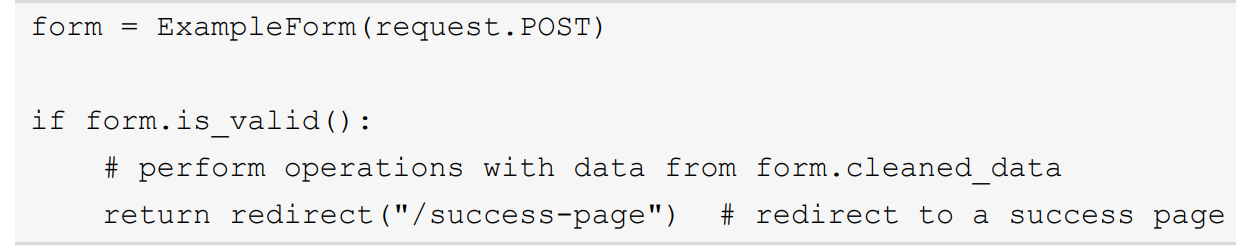 form = ExampleForm(request.POST)
if form.is_valid():
    # perform operations with data from form.cleaned_data
    return redirect("/success-page")  # redirect to a success page